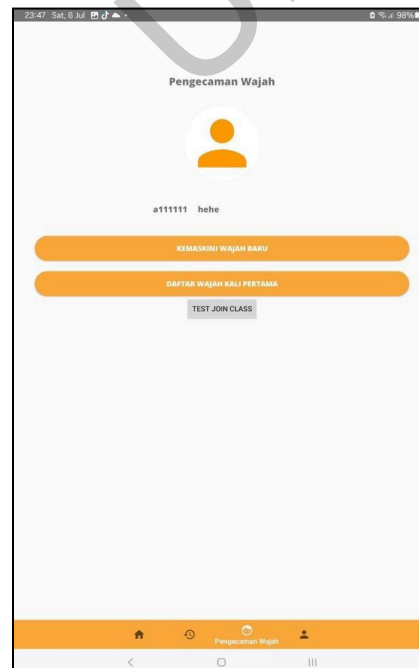 23:47 Sat, 6 Jul 98%
Pengecaman Wajah
a111111 hehe
KEMASKINI WAJAH BARU
DAFTAR WAJAH KALI PERTAMA
TEST JOIN CLASS
Pengecaman Wajah